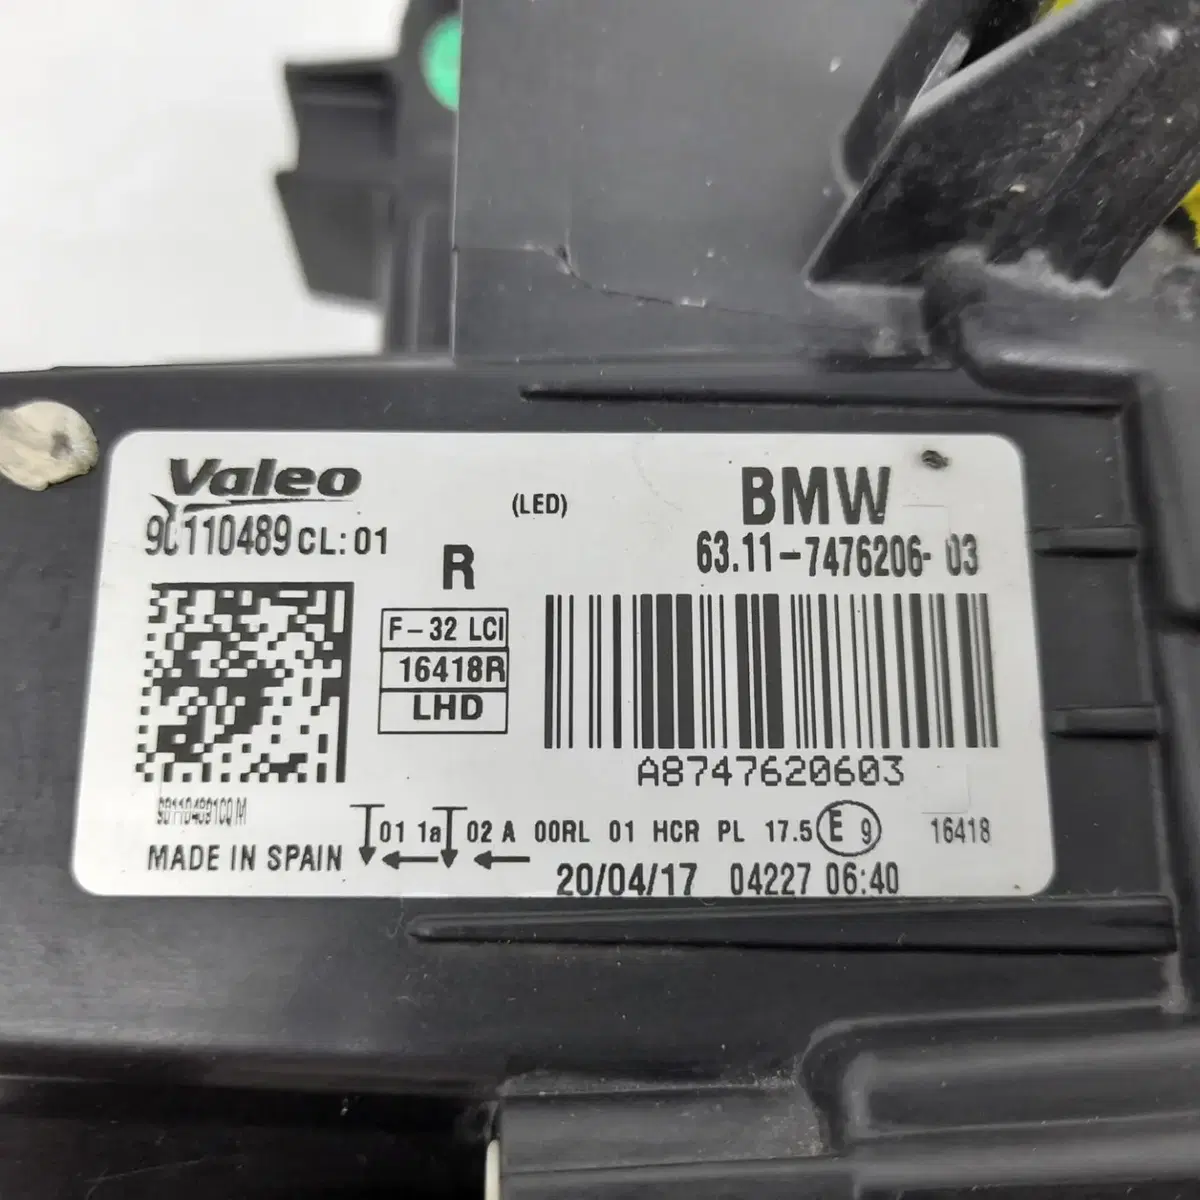 Valeo
90110489 CL:01
(LED)
BMW
63.11-7476206-03
R
F-32 LCI
16418R
LHD
A8747620603
01 1a 02 A 00RL 01 HCR PL 17.5 E 9 16418
MADE IN SPAIN
20/04/17 04227 06:40